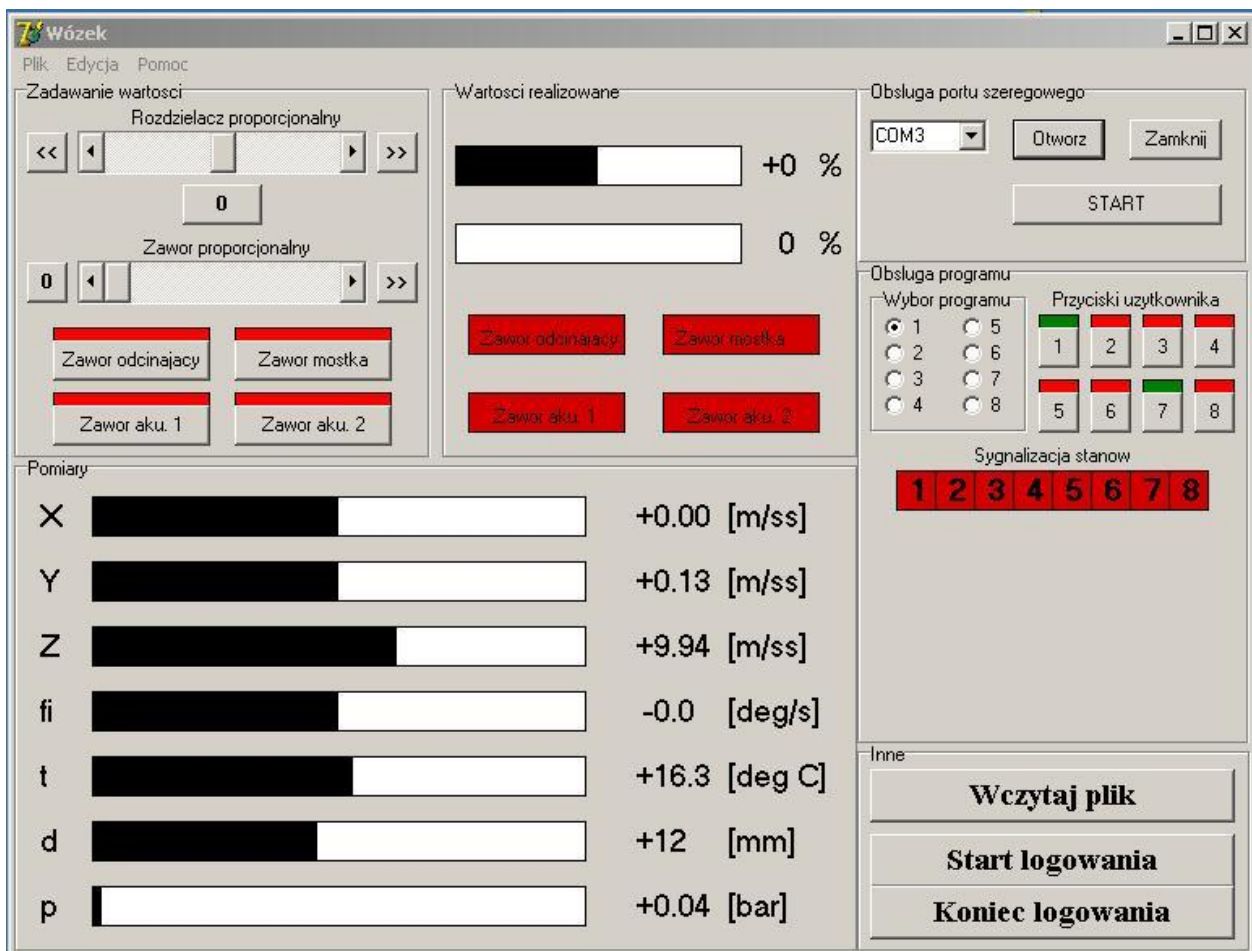 Wózek
Plik Edycja Pomoc
Zadawanie wartosci
Rozdzielacz proporcjonalny
<< >>
0
Zawor proporcjonalny
0 >>
Zawor odcinajacy Zawor mostka
Zawor aku. 1 Zawor aku. 2
Wartosci realizowane
+0 %
0 %
Zawor odcinajacy Zawor mostka
Zawor aku. 1 Zawor aku. 2
Obsluga portu szeregowego
COM3 Otworz Zamknij
START
Obsluga programu
Wybor programu
1 5
2 6
3 7
4 8
Przyciski uzytkownika
1 2 3 4
5 6 7 8
Sygnalizacja stanow
1 2 3 4 5 6 7 8
Pomiary
X +0.00 [m/ss]
Y +0.13 [m/ss]
Z +9.94 [m/ss]
fi -0.0 [deg/s]
t +16.3 [deg C]
d +12 [mm]
p +0.04 [bar]
Inne
Wczytaj plik
Start logowania
Koniec logowania